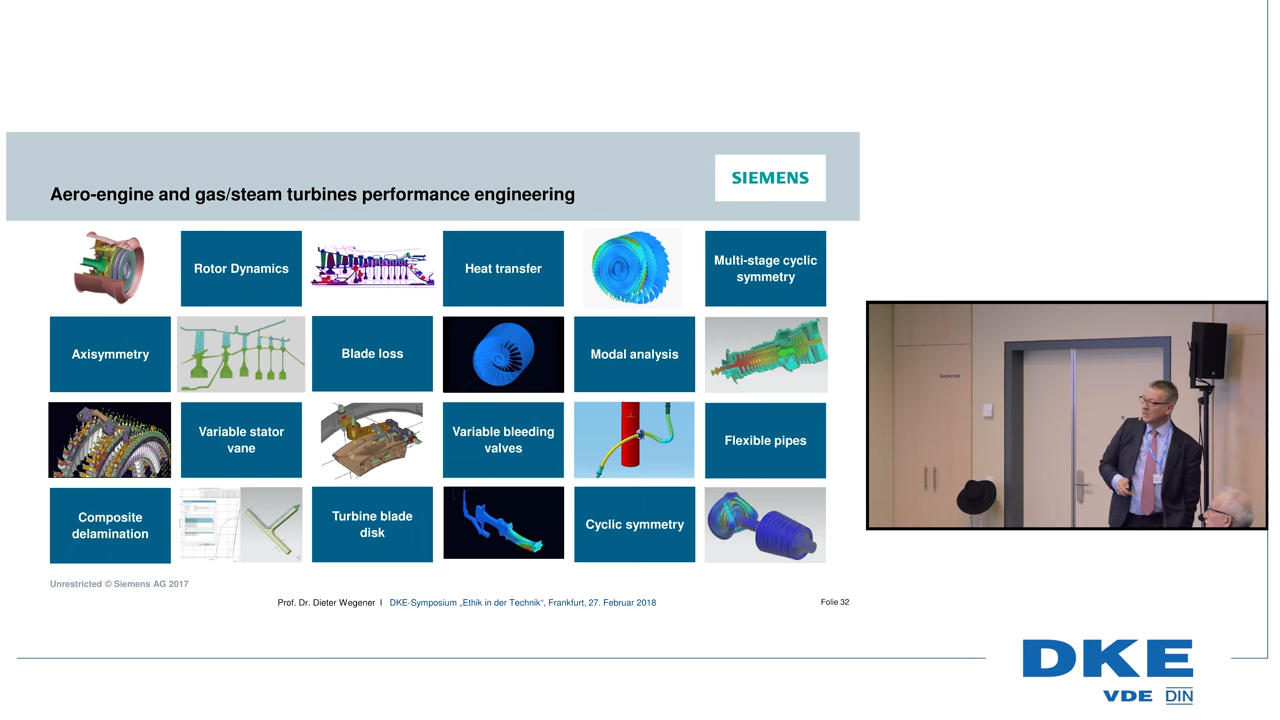 SIEMENS
Aero-engine and gas/steam turbines performance engineering
Rotor Dynamics
Heat transfer
Multi-stage cyclic
symmetry
Axisymmetry
Blade loss
Modal analysis
Variable stator
vane
Variable bleeding
valves
Flexible pipes
Composite
delamination
Turbine blade
disk
Cyclic symmetry
Unrestricted © Siemens AG 2017
Prof. Dr. Dieter Wegener I DKE-Symposium „Ethik in der Technik“, Frankfurt, 27. Februar 2018
Folie 32
DKE
VDE DIN